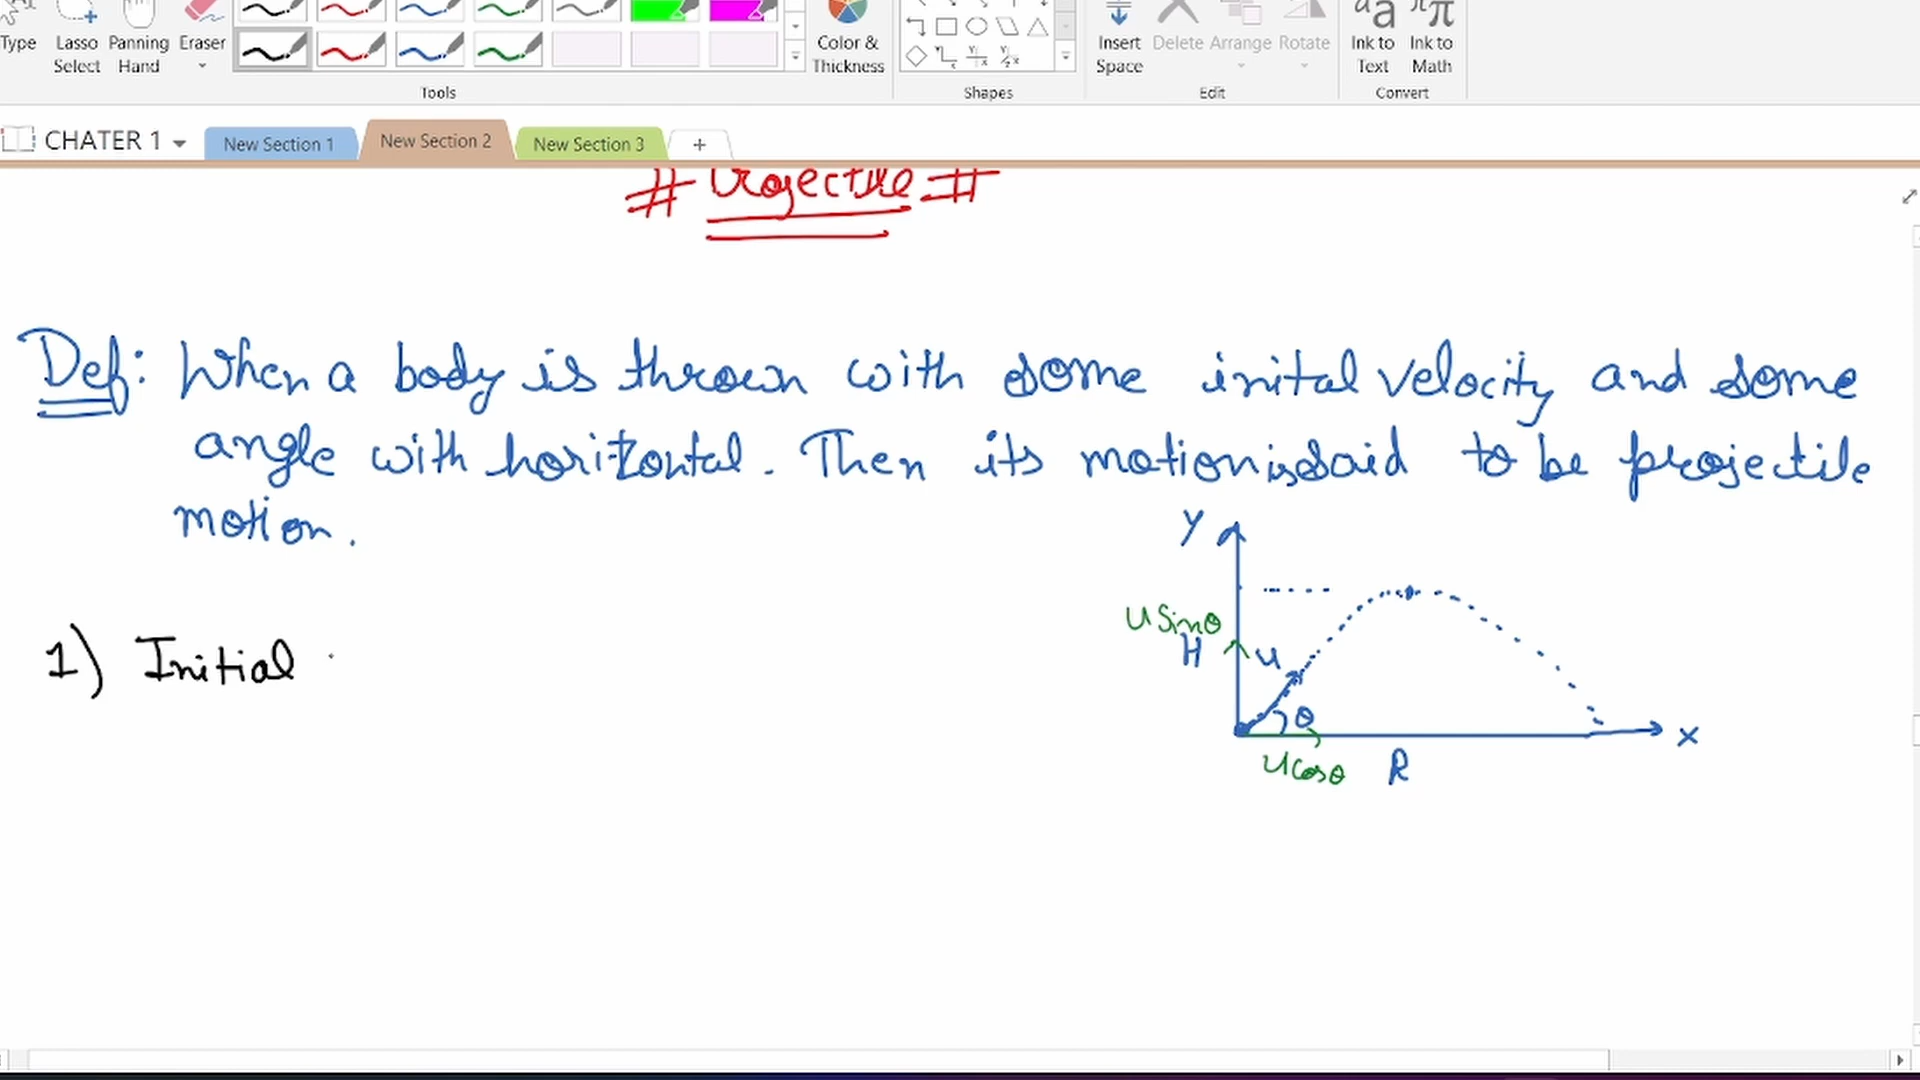 Type
Lasso Select
Panning Hand
Eraser
Color & Thickness
Insert Space
Delete Arrange Rotate
Ink to Text
Ink to Math
Tools
Shapes
Edit
Convert
CHATER 1
New Section 1
New Section 2
New Section 3
+
# Projectile #
Def: When a body is thrown with some inital velocity and some
angle with horizontal. Then its motion is said to be projectile
motion.
Y
u sinθ
H
u
θ
x
u cosθ
R
1) Initial